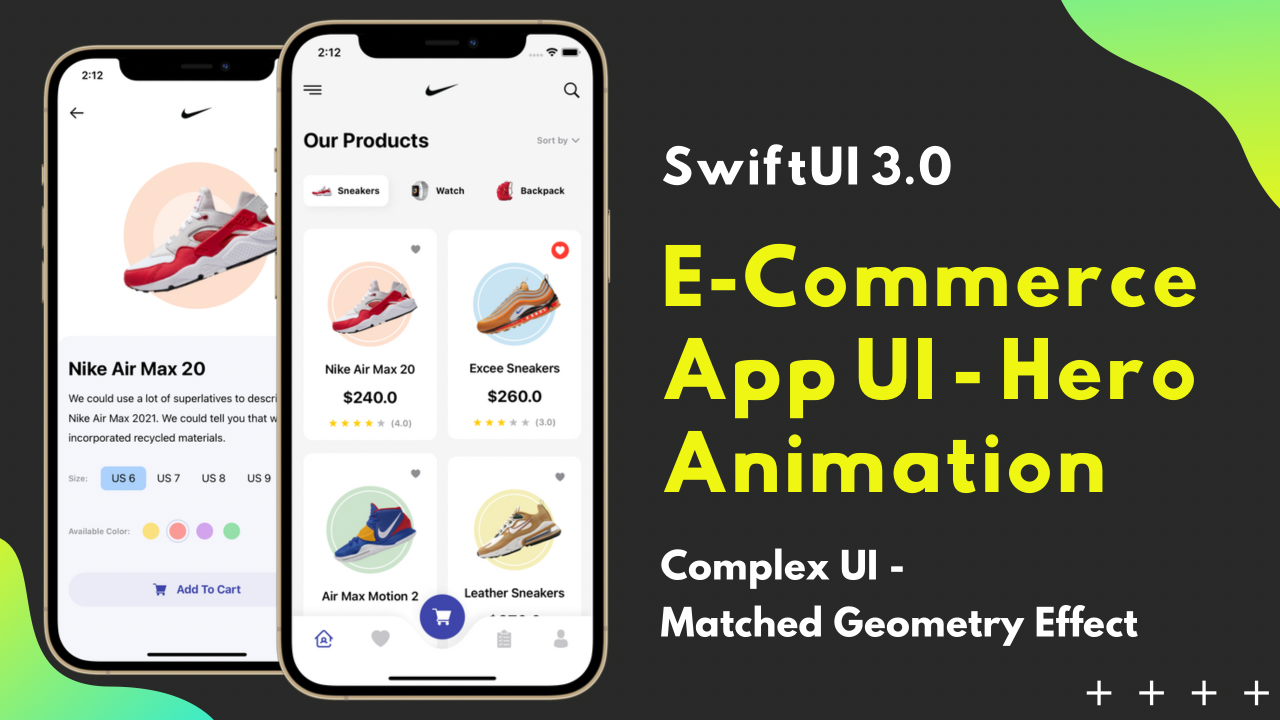 2:12
Nike Air Max 20
We could use a lot of superlatives to descri
Nike Air Max 2021. We could tell you that w
incorporated recycled materials.
Size: US 6 US 7 US 8 US 9
Available Color:
Add To Cart
2:12
Our Products
Sort by
Sneakers Watch Backpack
Nike Air Max 20
$240.0
(4.0)
Excee Sneakers
$260.0
(3.0)
Air Max Motion 2
Leather Sneakers
SwiftUI 3.0
E-Commerce
App UI - Hero
Animation
Complex UI -
Matched Geometry Effect